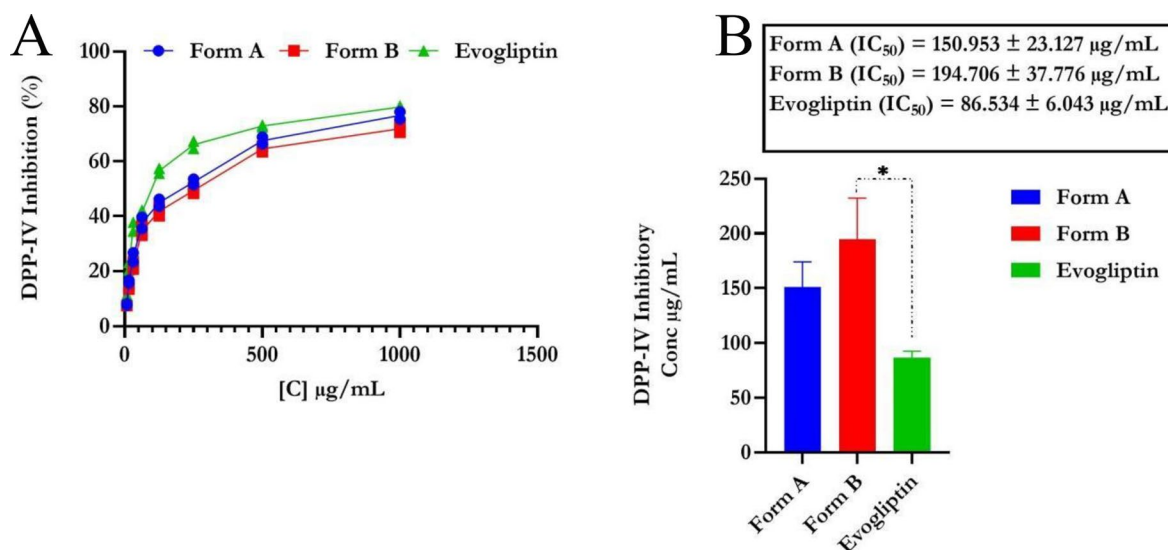 A
Form A Form B Evogliptin
DPP-IV Inhibition (%)
100
80
60
40
20
0
0 500 1000 1500
[C] µg/mL
B
Form A (IC50) = 150.953 ± 23.127 µg/mL
Form B (IC50) = 194.706 ± 37.776 µg/mL
Evogliptin (IC50) = 86.534 ± 6.043 µg/mL
DPP-IV Inhibitory
Conc µg/mL
250
200
150
100
50
0
*
Form A
Form B
Evogliptin
Form A
Form B
Evogliptin